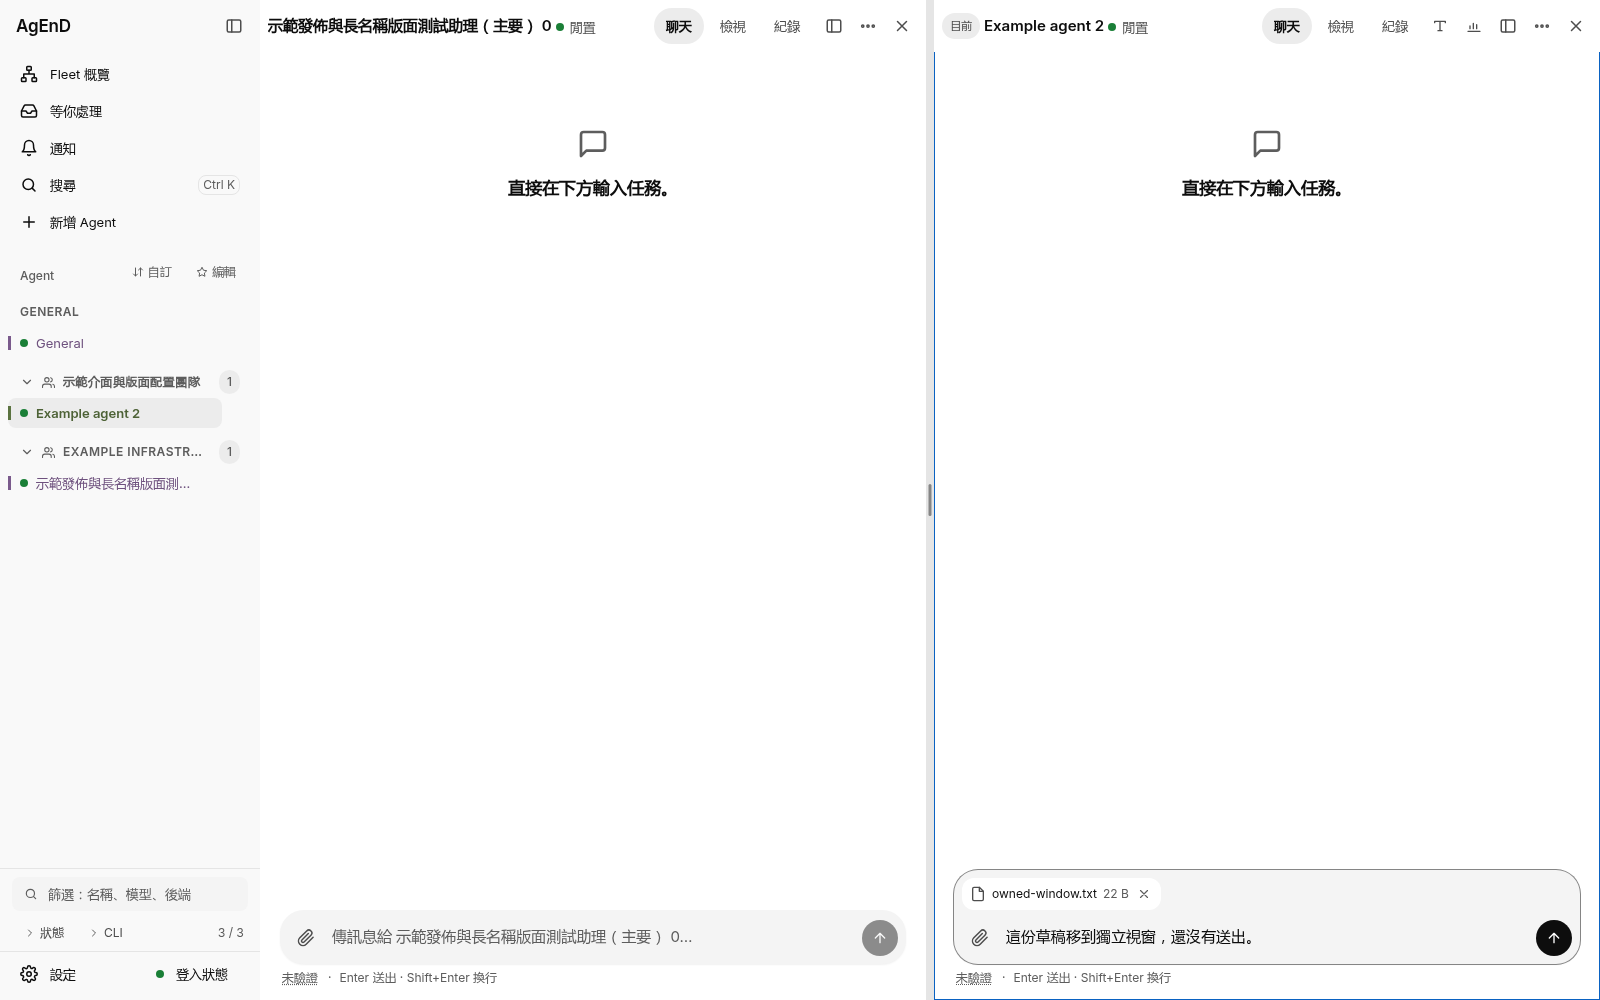 AgEnD
Fleet 概覽
等你處理
通知
搜尋 Ctrl K
新增 Agent
Agent 自訂 編輯
GENERAL
General
示範介面與版面配置團隊 1
Example agent 2
EXAMPLE INFRASTR... 1
示範發佈與長名稱版面測...
篩選：名稱、模型、後端
狀態 CLI 3 / 3
設定 登入狀態
示範發佈與長名稱版面測試助理（主要）0 閒置 聊天 檢視 紀錄
直接在下方輸入任務。
傳訊息給 示範發佈與長名稱版面測試助理（主要）0...
未驗證 · Enter 送出 · Shift+Enter 換行
目前 Example agent 2 閒置 聊天 檢視 紀錄
直接在下方輸入任務。
owned-window.txt 22 B
這份草稿移到獨立視窗，還沒有送出。
未驗證 · Enter 送出 · Shift+Enter 換行